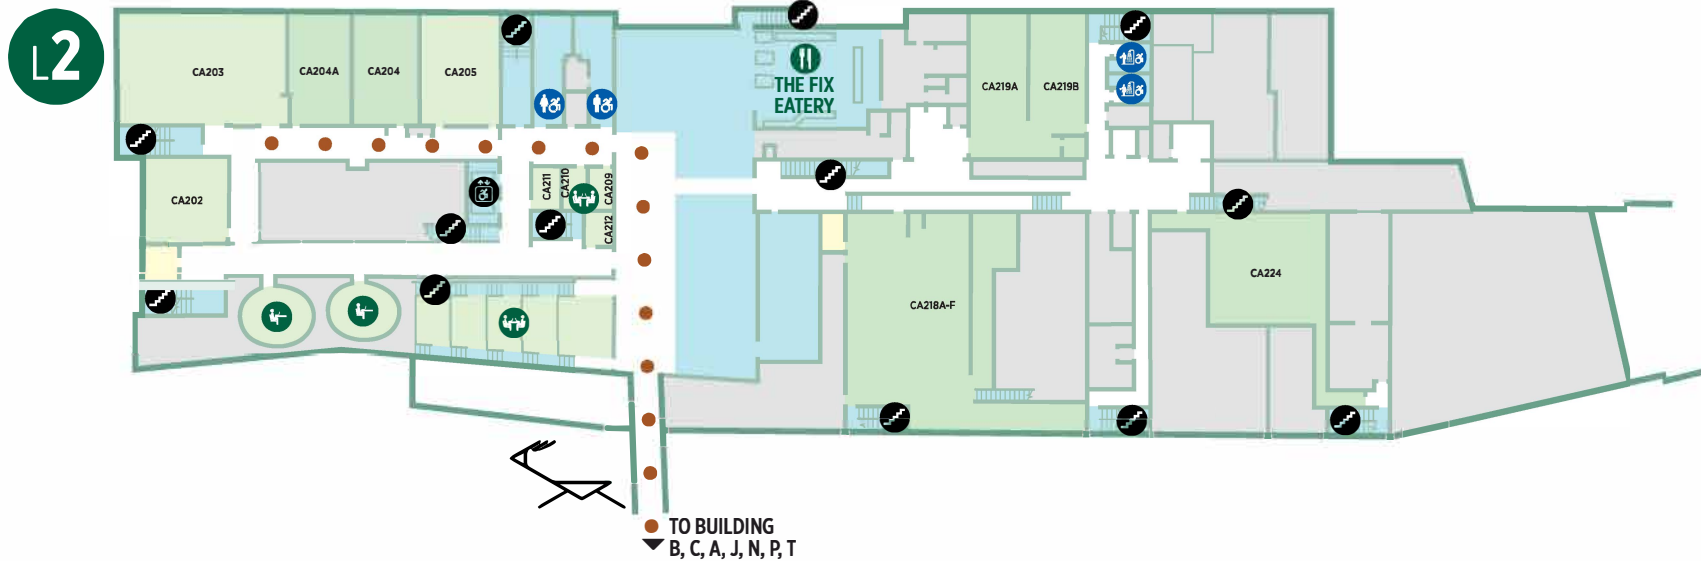 L2
CA203
CA204A
CA204
CA205
THE FIX
EATERY
CA219A
CA219B
CA202
CA211
CA210
CA209
CA212
CA218A-F
CA224
TO BUILDING
B, C, A, J, N, P, T